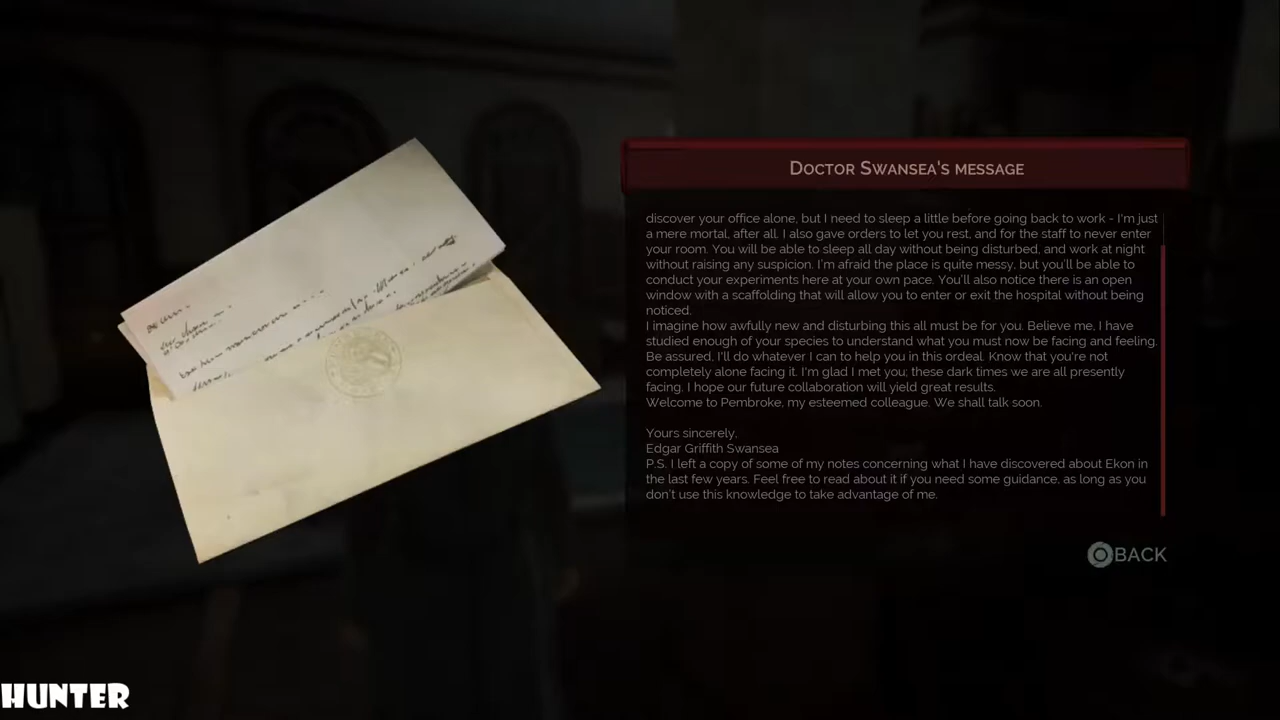 DOCTOR SWANSEA'S MESSAGE
discover your office alone, but I need to sleep a little before going back to work - I'm just
a mere mortal, after all. I also gave orders to let you rest, and for the staff to never enter
your room. You will be able to sleep all day without being disturbed, and work at night
without raising any suspicion. I'm afraid the place is quite messy, but you'll be able to
conduct your experiments here at your own pace. You'll also notice there is an open
window with a scaffolding that will allow you to enter or exit the hospital without being
noticed.
I imagine how awfully new and disturbing this all must be for you. Believe me, I have
studied enough of your species to understand what you must now be facing and feeling.
Be assured, I'll do whatever I can to help you in this ordeal. Know that you're not
completely alone facing it. I'm glad I met you; these dark times we are all presently
facing, I hope our future collaboration will yield great results.
Welcome to Pembroke, my esteemed colleague. We shall talk soon.
Yours sincerely,
Edgar Griffith Swansea
P.S. I left a copy of some of my notes concerning what I have discovered about Ekon in
the last few years. Feel free to read about it if you need some guidance, as long as you
don't use this knowledge to take advantage of me.
BACK
HUNTER